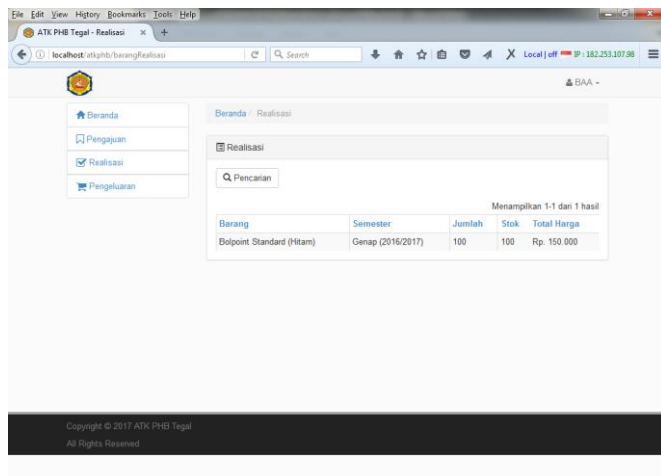 File Edit View History Bookmarks Tools Help
ATK PHB Tegal - Realisasi × +
localhost/atkphb/barangRealisasi Search Local | off IP : 182.253.107.98
BAA
Beranda
Pengajuan
Realisasi
Pengeluaran
Beranda / Realisasi
Realisasi
Pencarian
Menampilkan 1-1 dari 1 hasil
Barang Semester Jumlah Stok Total Harga
Bolpoint Standard (Hitam) Genap (2016/2017) 100 100 Rp. 150.000
Copyright © 2017 ATK PHB Tegal
All Rights Reserved